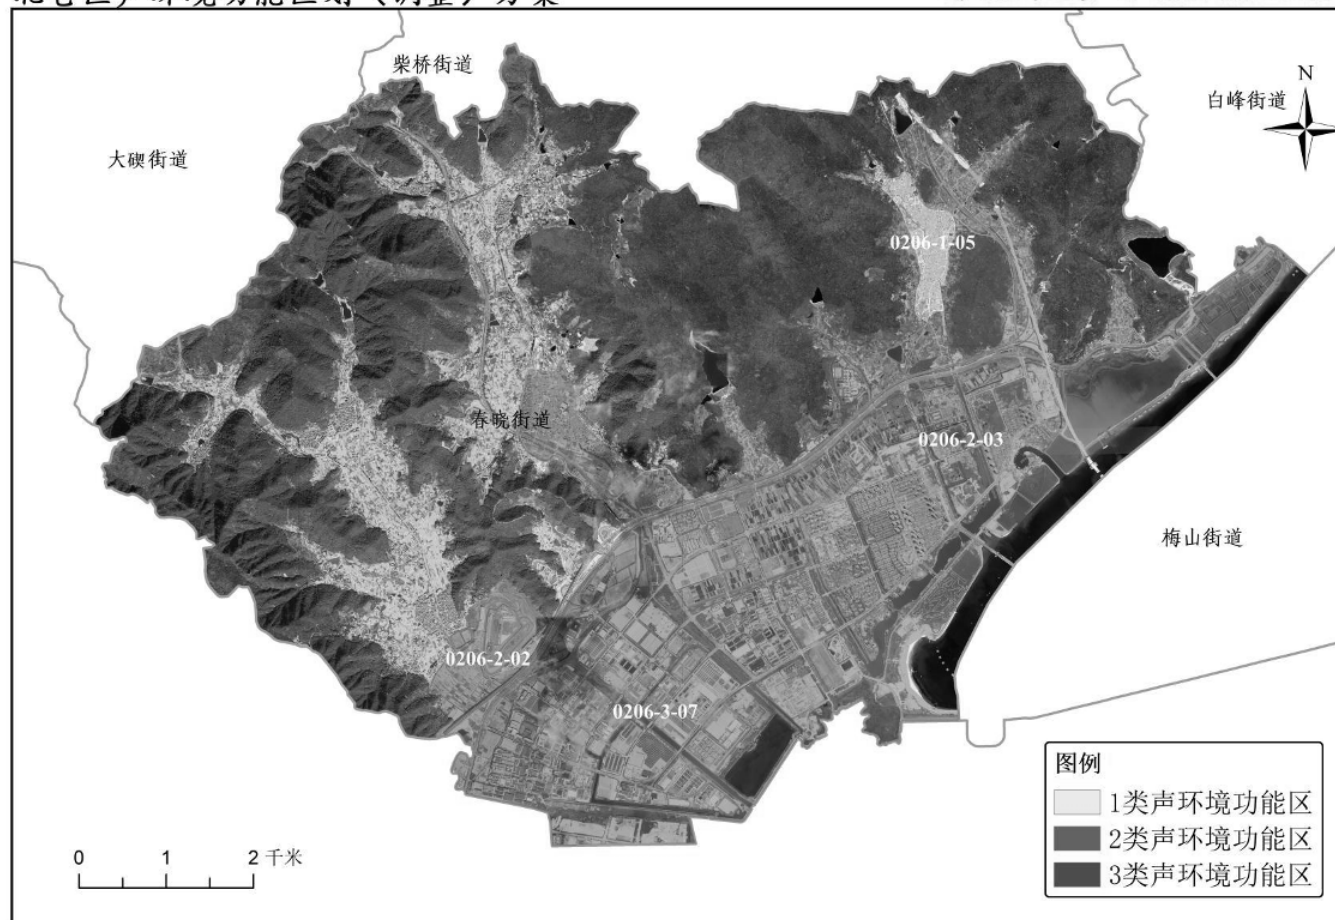 柴桥街道
N
白峰街道
大碶街道
0206-1-05
春晓街道
0206-2-03
梅山街道
0206-2-02
0206-3-07
图例
1类声环境功能区
2类声环境功能区
3类声环境功能区
0 1 2 千米